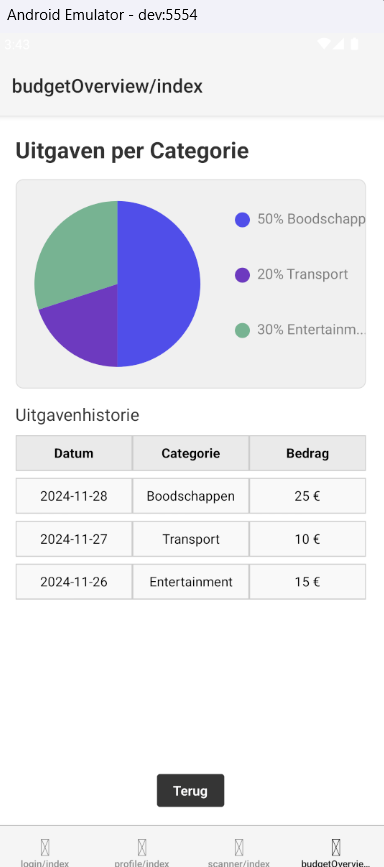 Android Emulator - dev:5554
3:43
budgetOverview/index
Uitgaven per Categorie
50% Boodschapp
20% Transport
30% Entertainm...
Uitgavenhistorie
Datum Categorie Bedrag
2024-11-28 Boodschappen 25 €
2024-11-27 Transport 10 €
2024-11-26 Entertainment 15 €
Terug
login/index profile/index scanner/index budgetOvervie...